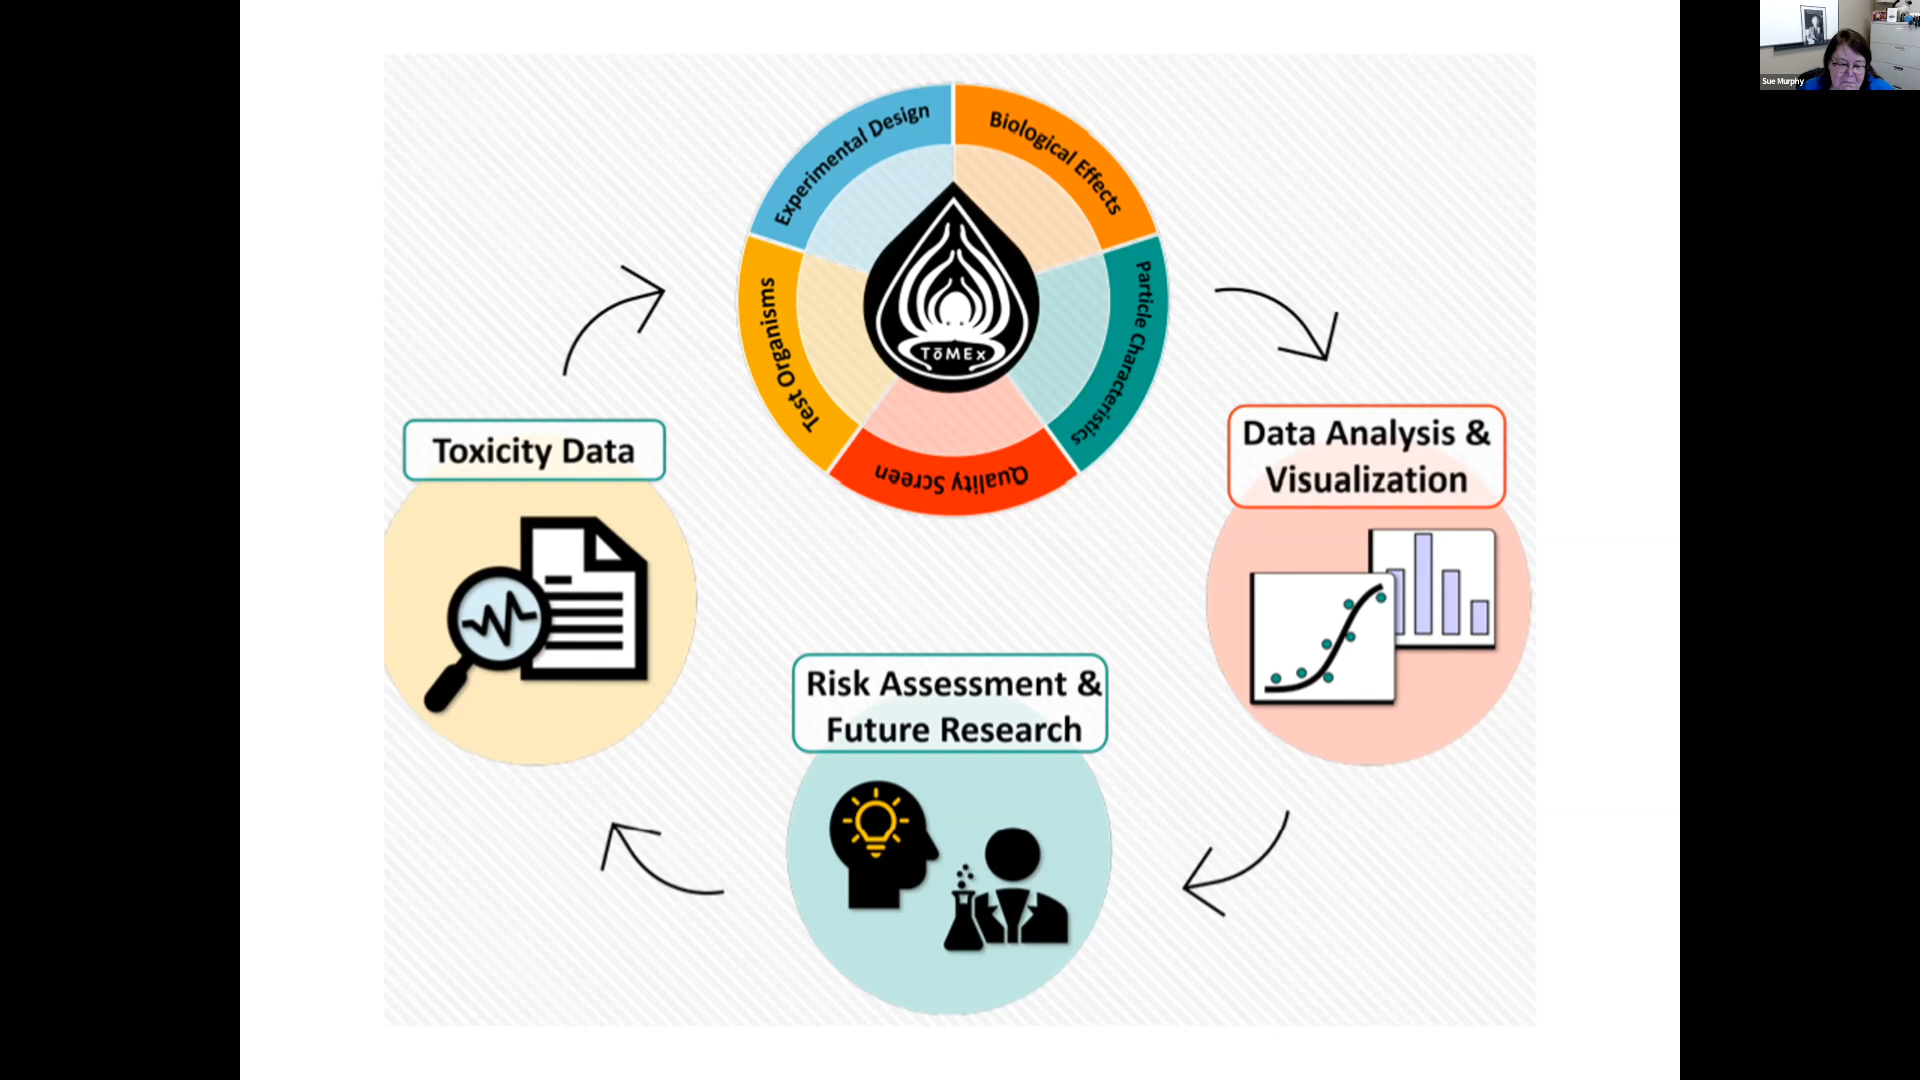 Experimental Design
Biological Effects
Particle Characteristics
Quality Screen
Test Organisms
TōMEx
Toxicity Data
Data Analysis &
Visualization
Risk Assessment &
Future Research
Sue Murphy